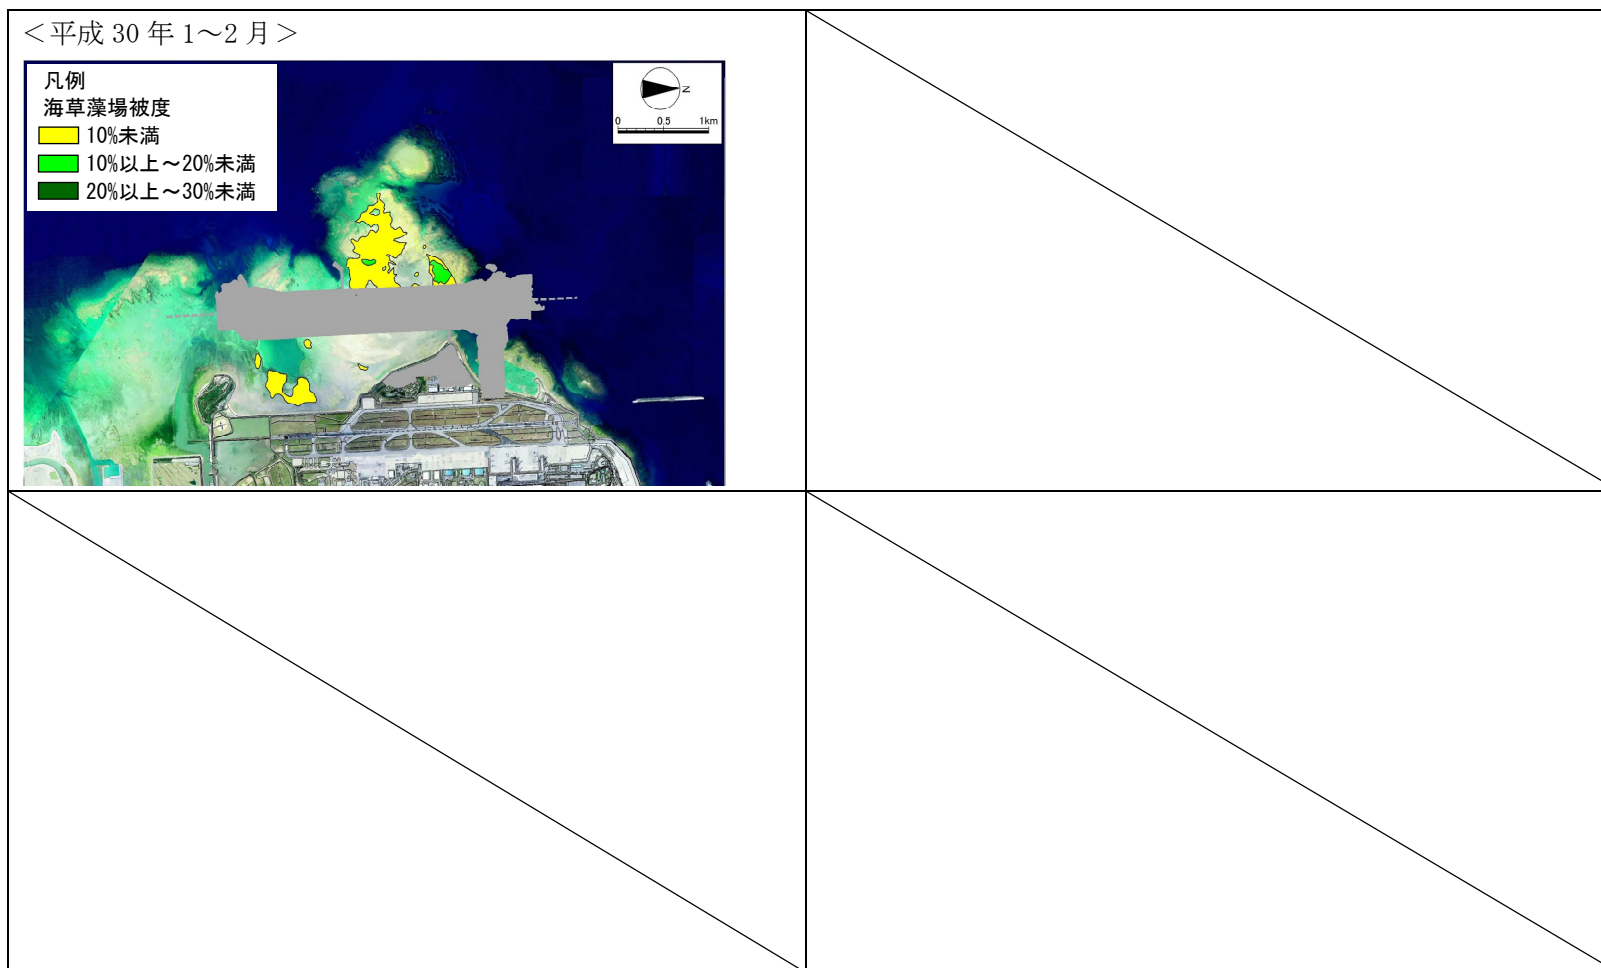 ＜平成 30 年 1～2 月＞
凡例
海草藻場被度
10%未満
10%以上～20%未満
20%以上～30%未満
N
0 0.5 1km